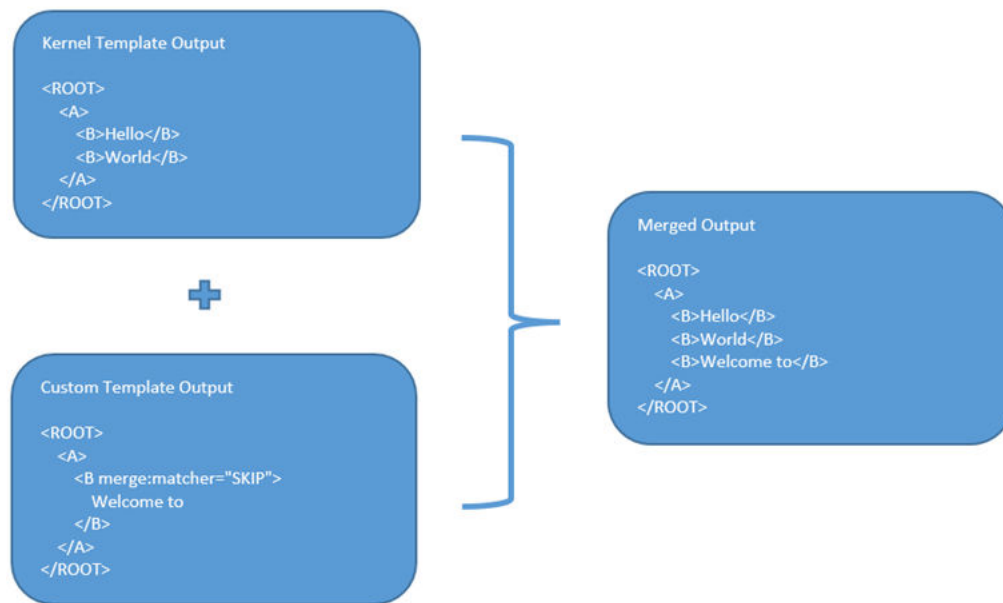 Kernel Template Output
<ROOT>
<A>
<B>Hello</B>
<B>World</B>
</A>
</ROOT>
Custom Template Output
<ROOT>
<A>
<B merge:matcher="SKIP">
Welcome to
</B>
</A>
</ROOT>
Merged Output
<ROOT>
<A>
<B>Hello</B>
<B>World</B>
<B>Welcome to</B>
</A>
</ROOT>